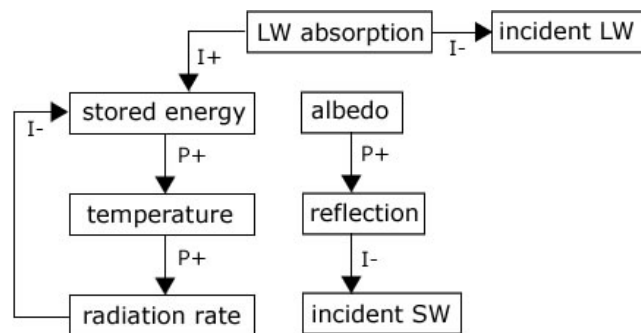 LW absorption
incident LW
I+
I-
stored energy
albedo
I-
P+
P+
temperature
reflection
P+
I-
radiation rate
incident SW